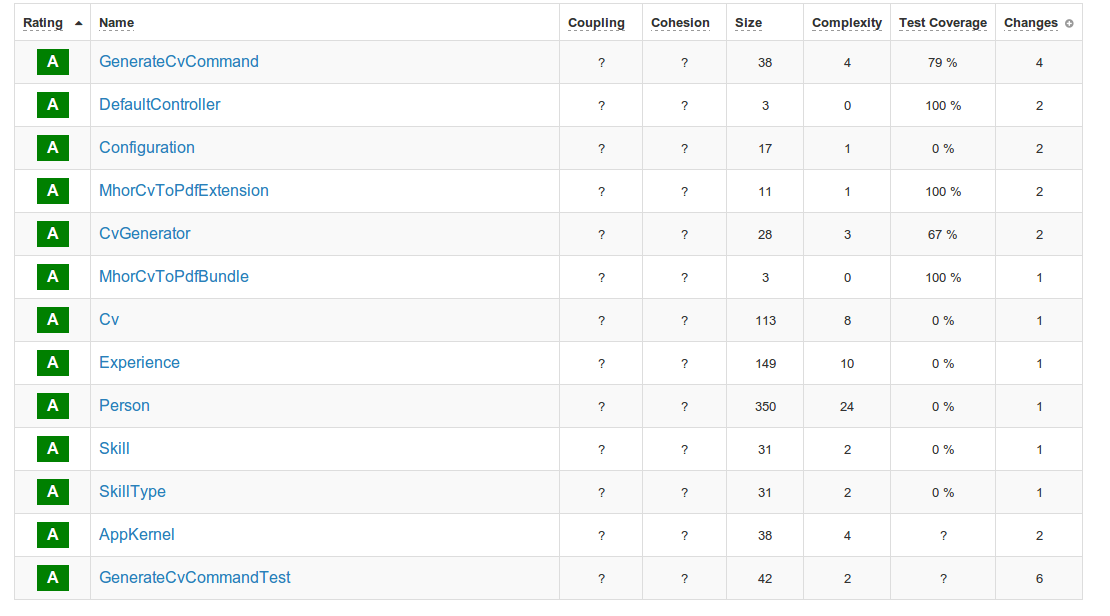 Rating Name Coupling Cohesion Size Complexity Test Coverage Changes
A GenerateCvCommand ? ? 38 4 79 % 4
A DefaultController ? ? 3 0 100 % 2
A Configuration ? ? 17 1 0 % 2
A MhorCvToPdfExtension ? ? 11 1 100 % 2
A CvGenerator ? ? 28 3 67 % 2
A MhorCvToPdfBundle ? ? 3 0 100 % 1
A Cv ? ? 113 8 0 % 1
A Experience ? ? 149 10 0 % 1
A Person ? ? 350 24 0 % 1
A Skill ? ? 31 2 0 % 1
A SkillType ? ? 31 2 0 % 1
A AppKernel ? ? 38 4 ? 2
A GenerateCvCommandTest ? ? 42 2 ? 6